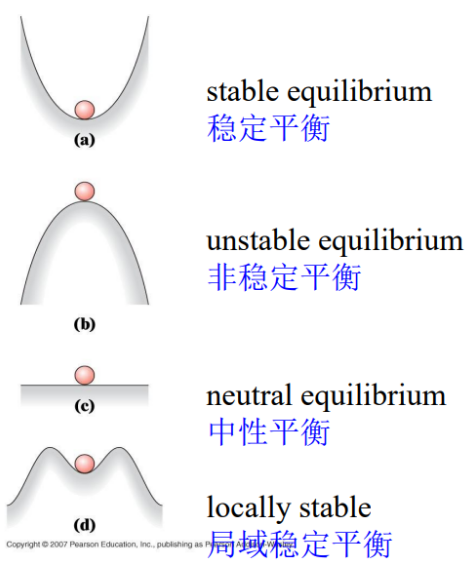 stable equilibrium
稳定平衡
(a)
unstable equilibrium
非稳定平衡
(b)
neutral equilibrium
(c)
中性平衡
locally stable
(d)
局域稳定平衡
Copyright © 2007 Pearson Education, Inc., publishing as